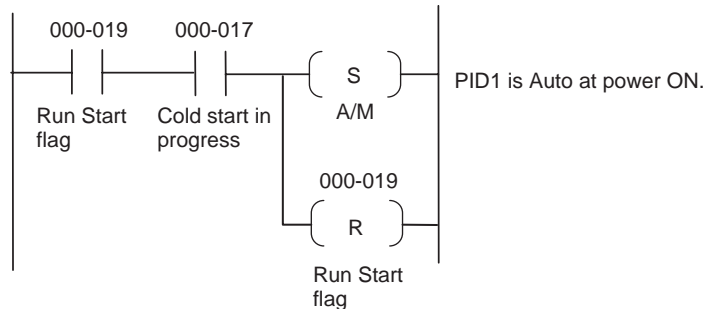 000-019
000-017
S
PID1 is Auto at power ON.
Run Start
flag
Cold start in
progress
A/M
000-019
R
Run Start
flag